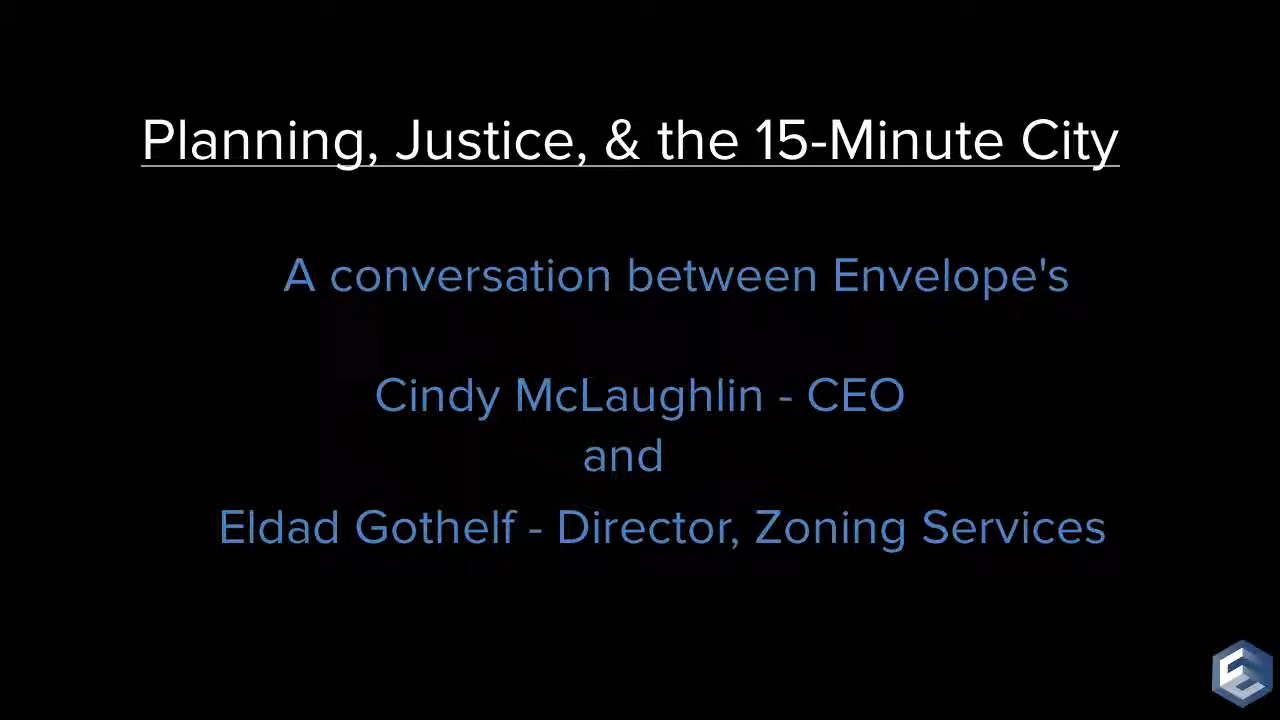 Planning, Justice, & the 15-Minute City
A conversation between Envelope's
Cindy McLaughlin - CEO
and
Eldad Gothelf - Director, Zoning Services